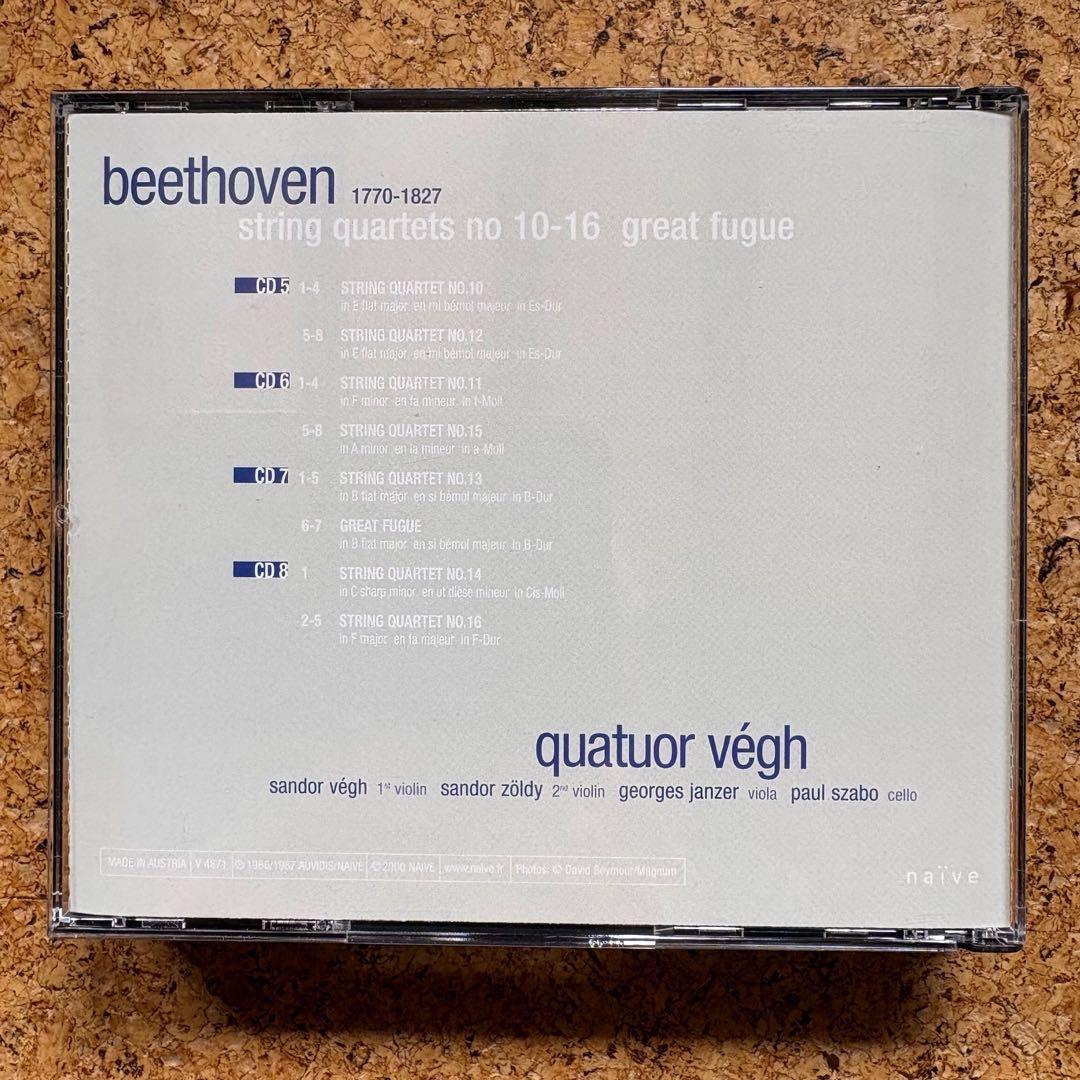 beethoven 1770-1827
string quartets no 10-16 great fugue
CD 5 1-4 STRING QUARTET NO.10
in E flat major en mi bémol majeur in Es-Dur
5-8 STRING QUARTET NO.12
in E flat major en mi bémol majeur in Es-Dur
CD 6 1-4 STRING QUARTET NO.11
in F minor en fa mineur in f-Moll
5-8 STRING QUARTET NO.15
in A minor en la mineur in a-Moll
CD 7 1-5 STRING QUARTET NO.13
in B flat major en si bémol majeur in B-Dur
6-7 GREAT FUGUE
in B flat major en si bémol majeur in B-Dur
CD 8 1 STRING QUARTET NO.14
in C sharp minor en ut dièse mineur in Cis-Moll
2-5 STRING QUARTET NO.16
in F major en fa majeur in F-Dur
quatuor végh
sandor végh 1st violin sandor zöldy 2nd violin georges janzer viola paul szabo cello
MADE IN AUSTRIA V 4871 ℗ 1986/1987 AUVIDIS/NAÏVE © 2000 NAÏVE www.naive.fr Photos: © David Seymour/Magnum
naïve